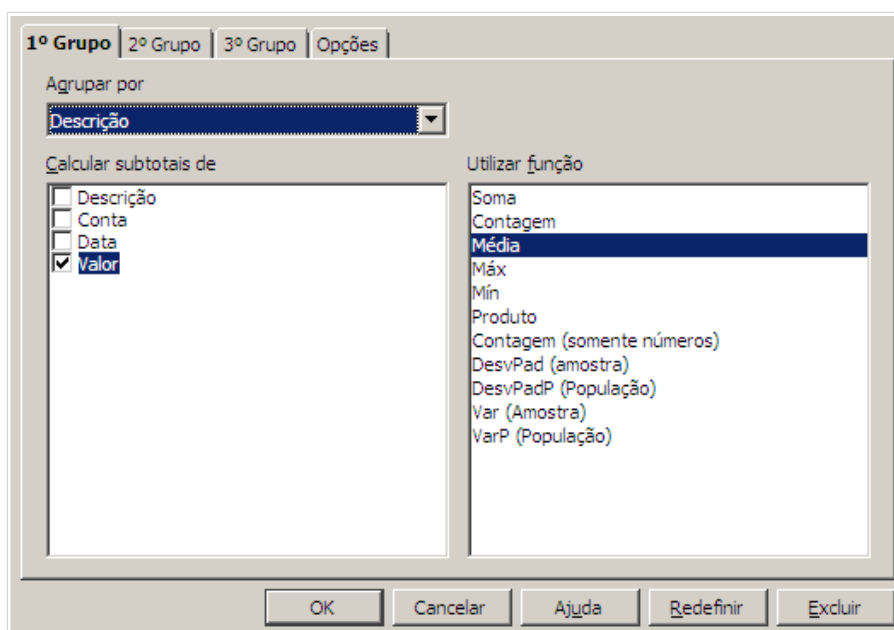 1º Grupo 2º Grupo 3º Grupo Opções
Agrupar por
Descrição
Calcular subtotais de
Descrição
Conta
Data
Valor
Utilizar função
Soma
Contagem
Média
Máx
Mín
Produto
Contagem (somente números)
DesvPad (amostra)
DesvPadP (População)
Var (Amostra)
VarP (População)
OK Cancelar Ajuda Redefinir Excluir